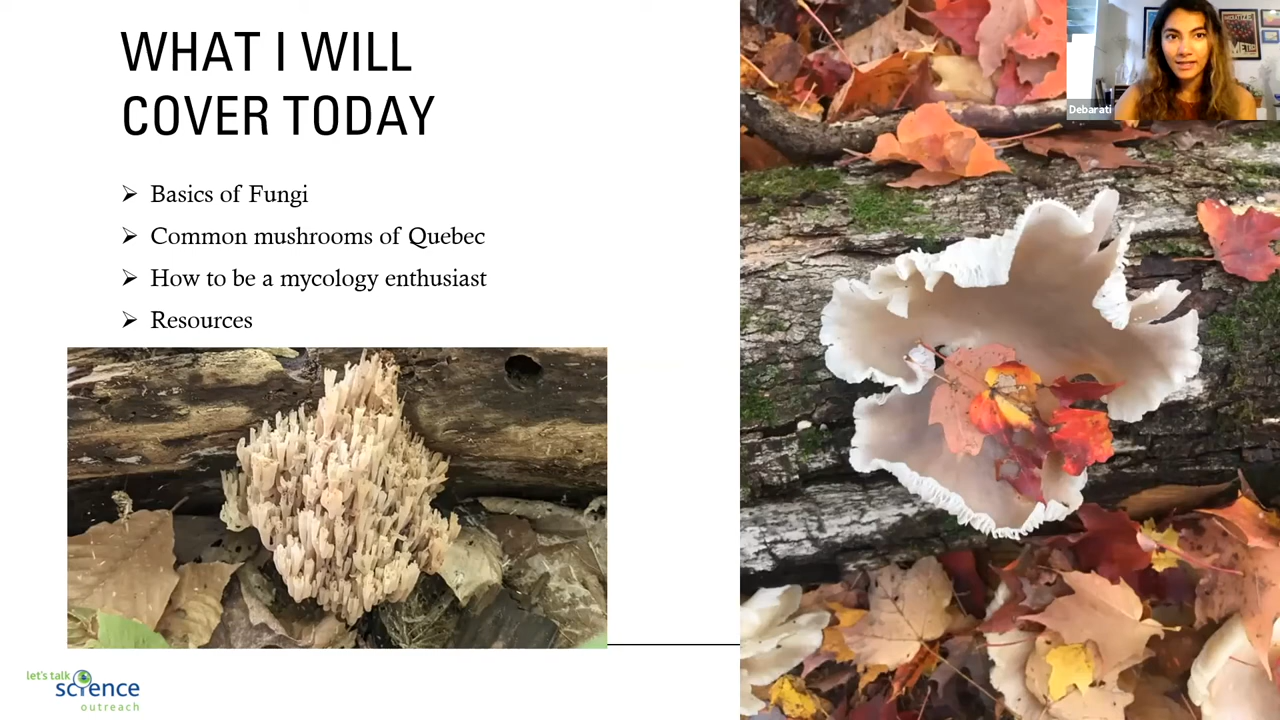 WHAT I WILL
COVER TODAY
➢ Basics of Fungi
➢ Common mushrooms of Quebec
➢ How to be a mycology enthusiast
➢ Resources
let's talk
science
outreach
Debarati